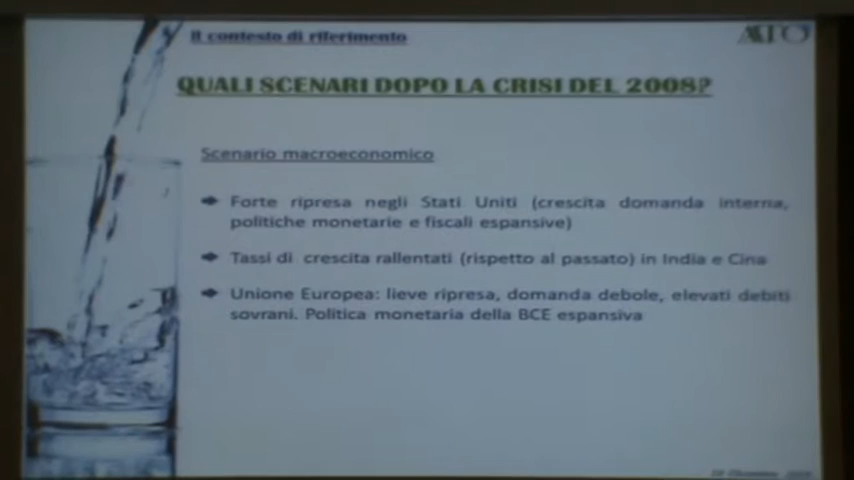 Il contesto di riferimento
QUALI SCENARI DOPO LA CRISI DEL 2008?
Scenario macroeconomico
Forte ripresa negli Stati Uniti (crescita domanda interna,
politiche monetarie e fiscali espansive)
Tassi di crescita rallentati (rispetto al passato) in India e Cina
Unione Europea: lieve ripresa, domanda debole, elevati debiti
sovrani. Politica monetaria della BCE espansiva